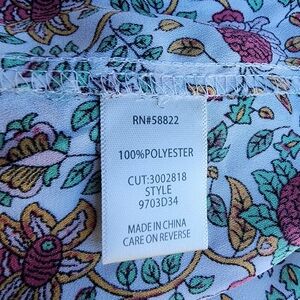 RN#58822
100%POLYESTER
CUT:3002818
STYLE
9703D34
MADE IN CHINA
CARE ON REVERSE